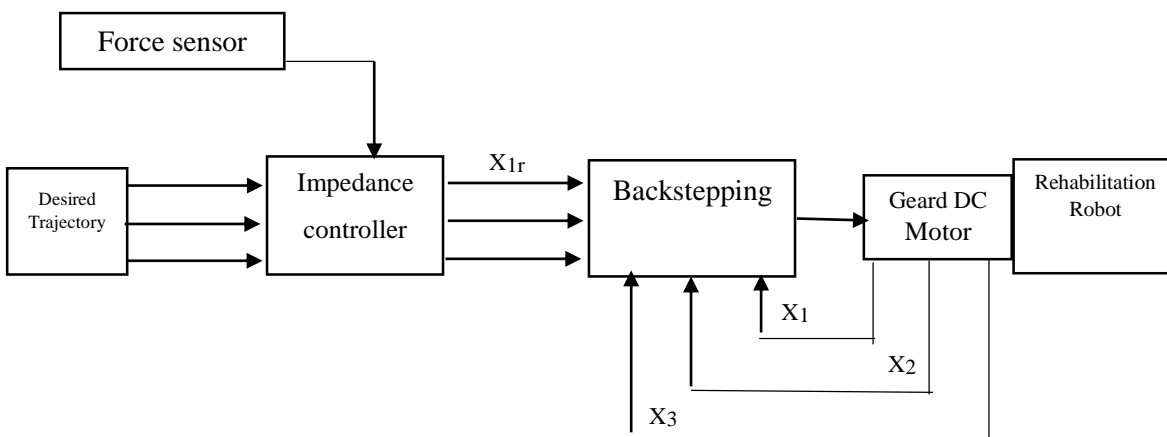 Force sensor
Desired
Trajectory
Impedance
controller
X1r
Backstepping
Geard DC
Motor
Rehabilitation
Robot
X1
X2
X3